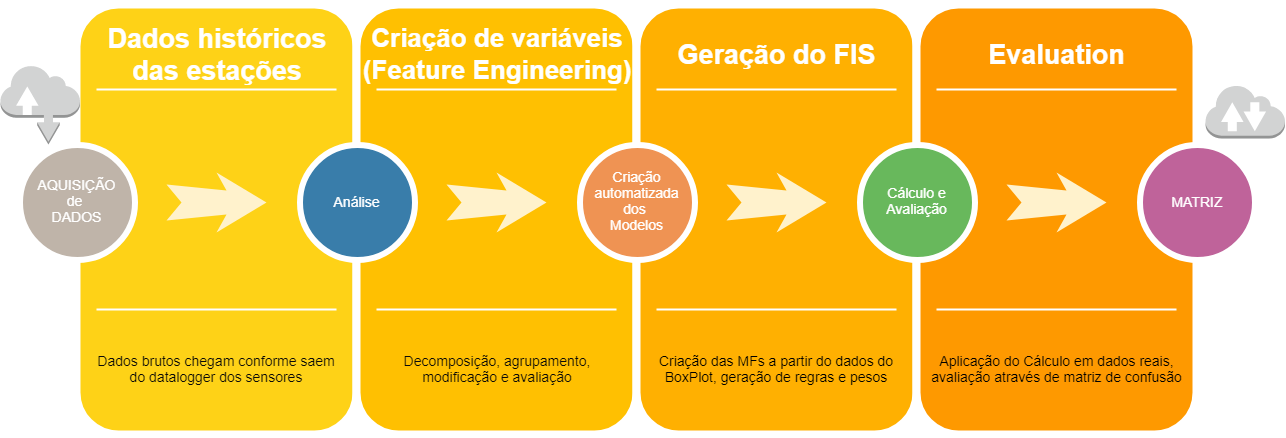 Dados históricos
das estações
Criação de variáveis
(Feature Engineering)
Geração do FIS
Evaluation
AQUISIÇÃO
de
DADOS
Análise
Criação
automatizada
dos
Modelos
Cálculo e
Avaliação
MATRIZ
Dados brutos chegam conforme saem
do datalogger dos sensores
Decomposição, agrupamento,
modificação e avaliação
Criação das MFs a partir do dados do
BoxPlot, geração de regras e pesos
Aplicação do Cálculo em dados reais,
avaliação através de matriz de confusão